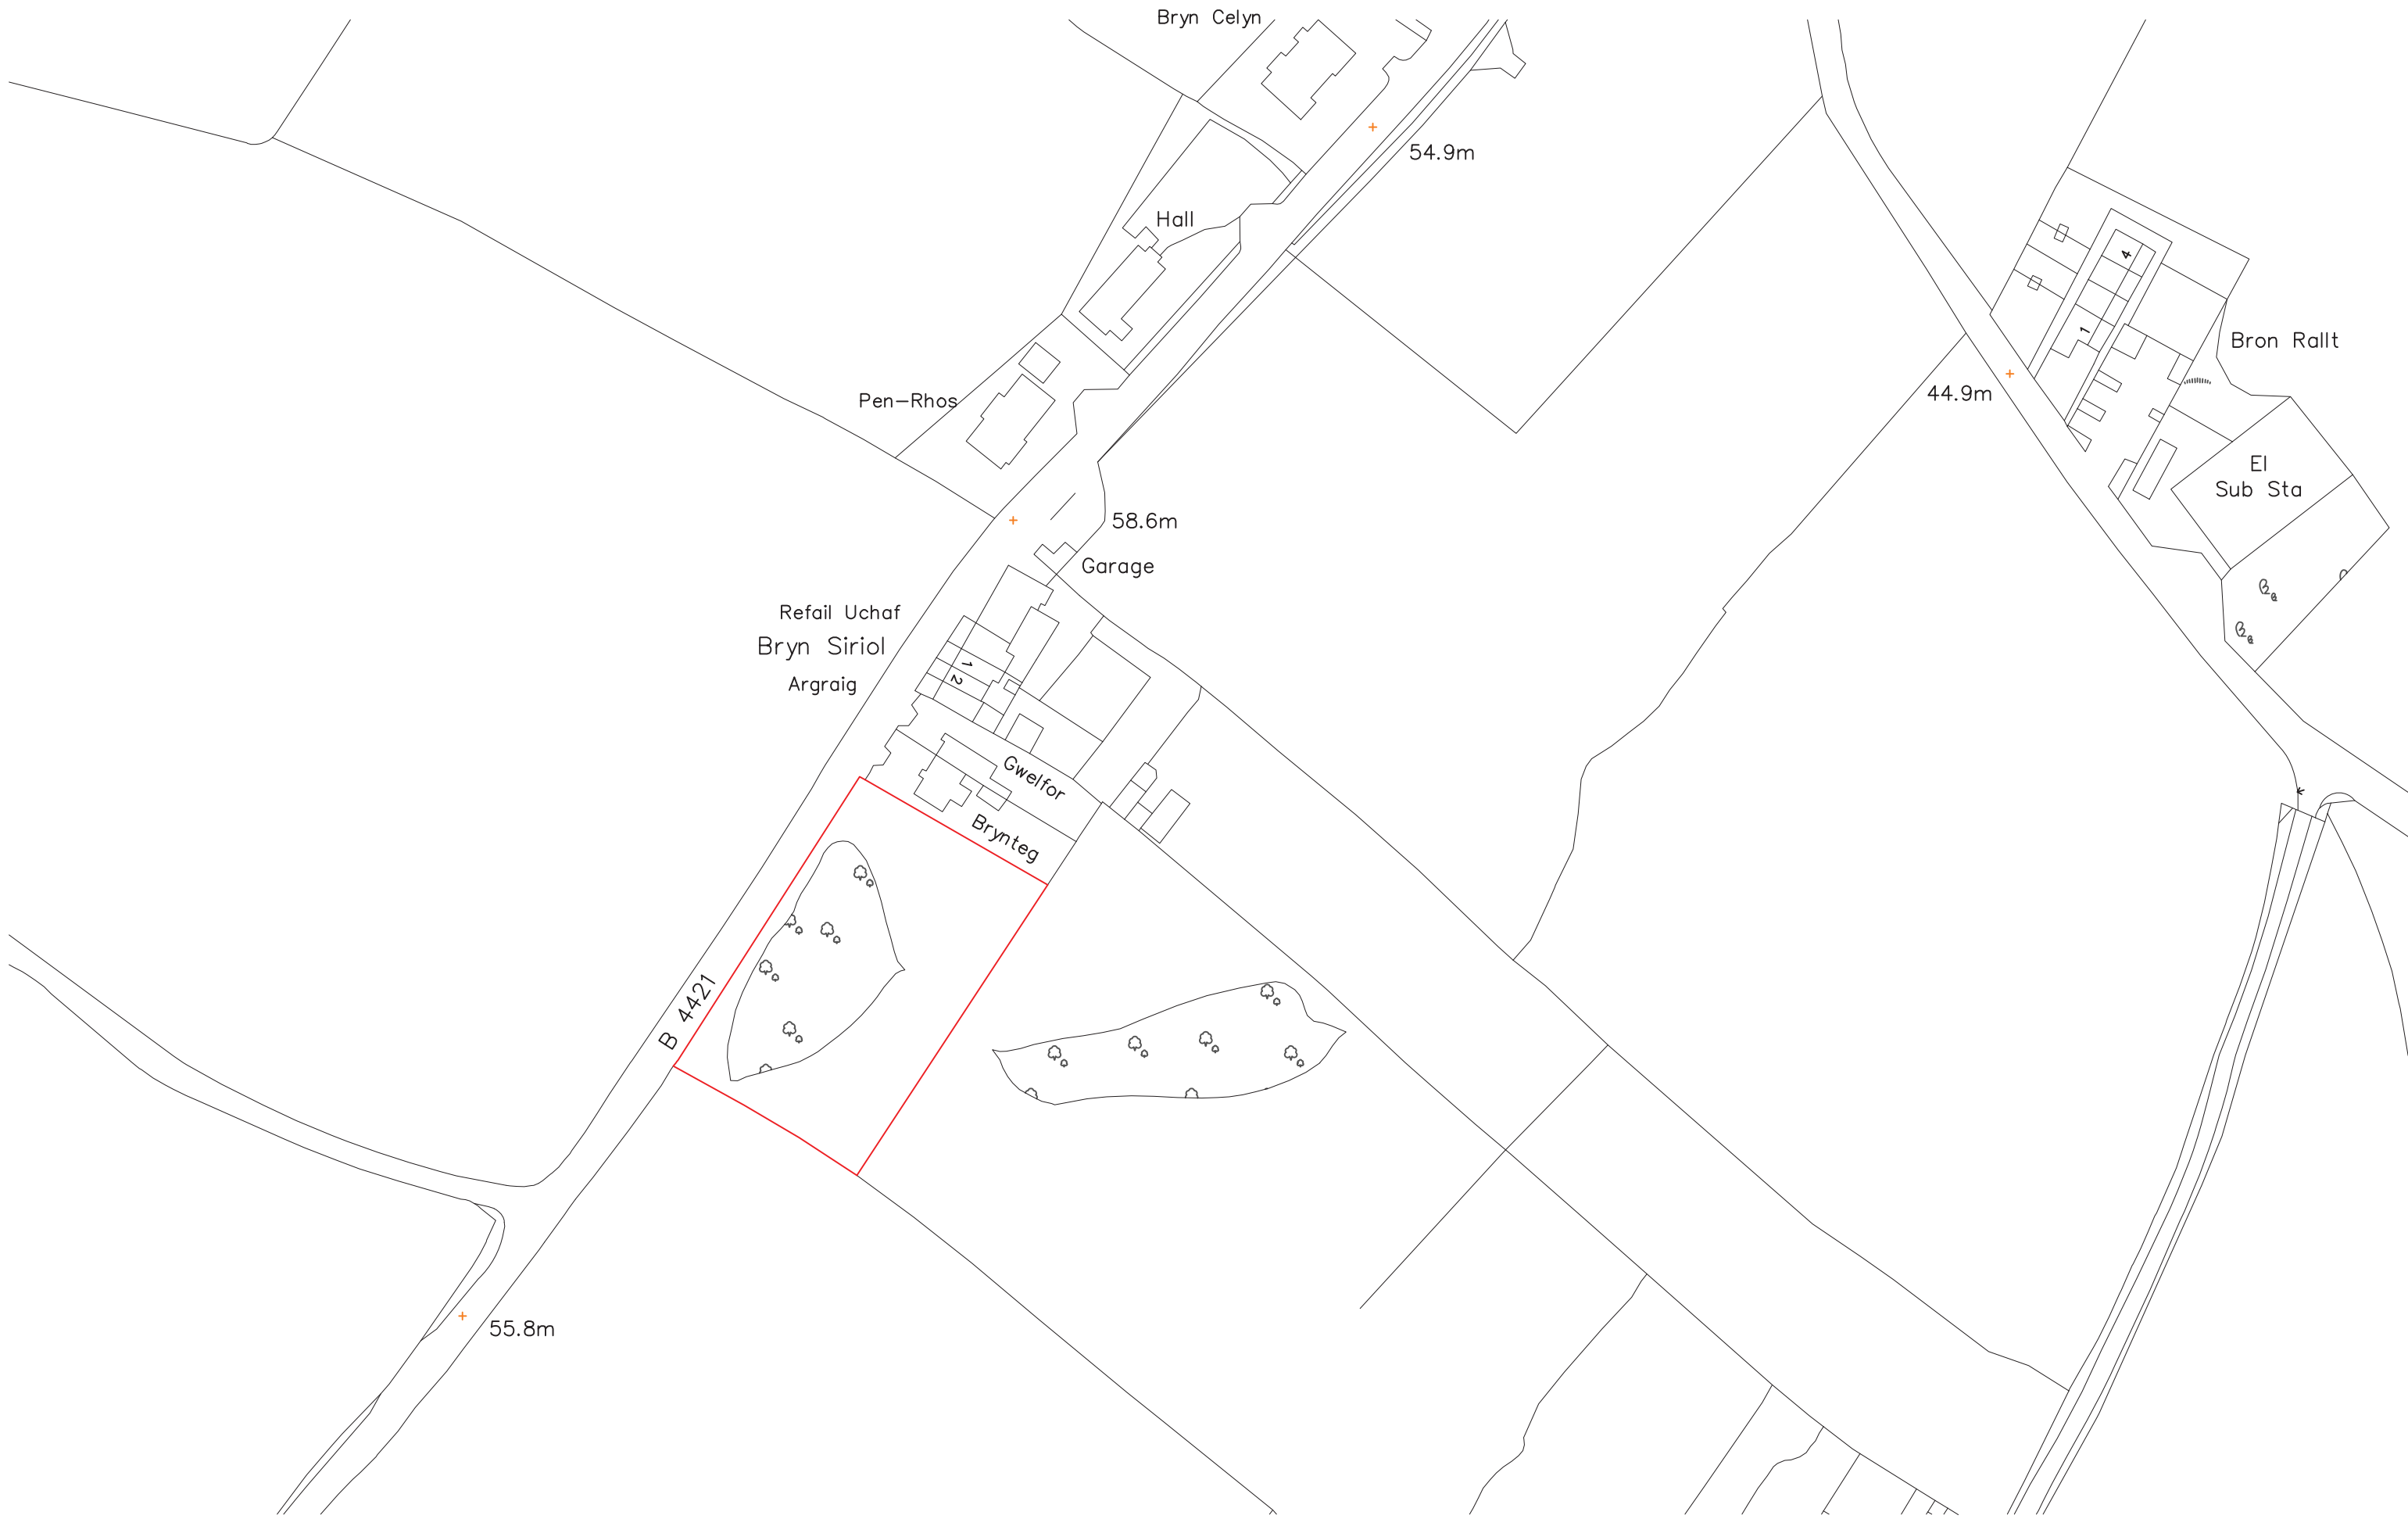 Bryn Celyn
54.9m
Hall
4
1
Bron Rallt
44.9m
Pen-Rhos
El
Sub Sta
58.6m
Garage
Refail Uchaf
Bryn Siriol
Argraig
1
2
Gwelfor
Brynteg
B 4421
55.8m